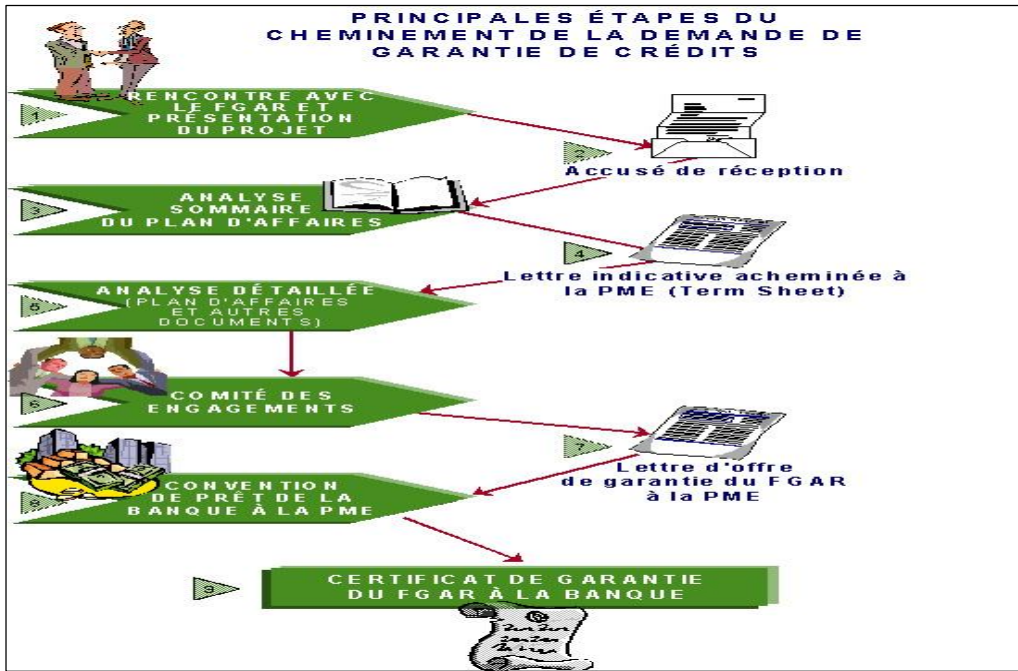 PRINCIPALES ÉTAPES DU
CHEMINEMENT DE LA DEMANDE DE
GARANTIE DE CRÉDITS
1
RENCONTRE AVEC
LE FGAR ET
PRÉSENTATION
DU PROJET
2
Accusé de réception
3
ANALYSE
SOMMAIRE
DU PLAN D'AFFAIRES
4
Lettre indicative acheminée à
la PME (Term Sheet)
5
ANALYSE DÉTAILLÉE
(PLAN D'AFFAIRES
ET AUTRES
DOCUMENTS)
6
COMITÉ DES
ENGAGEMENTS
7
Lettre d'offre
de garantie du FGAR
à la PME
8
CONVENTION
DE PRÊT DE LA
BANQUE À LA PME
9
CERTIFICAT DE GARANTIE
DU FGAR À LA BANQUE